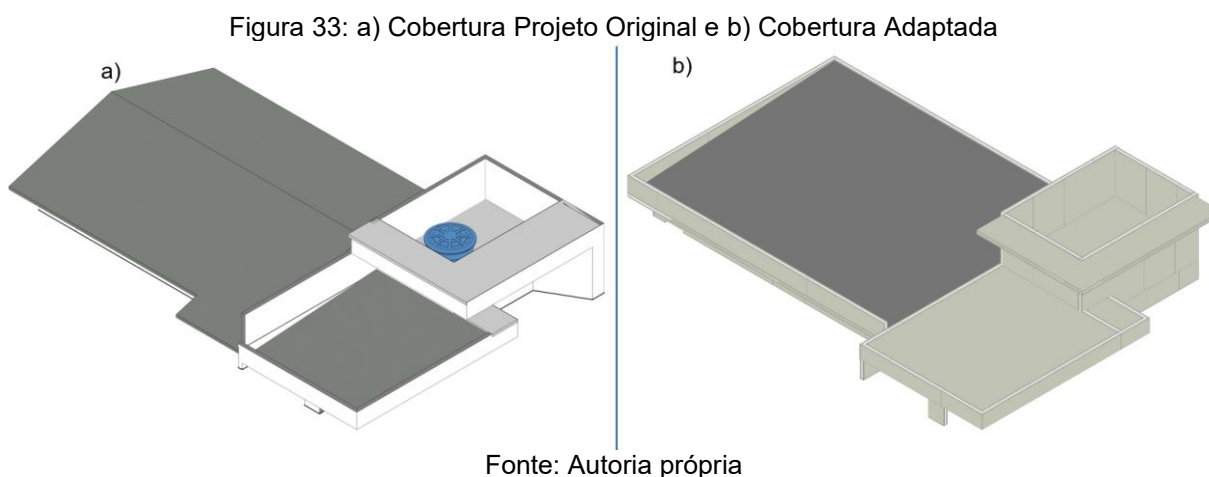 Figura 33: a) Cobertura Projeto Original e b) Cobertura Adaptada
a)
b)
Fonte: Autoria própria